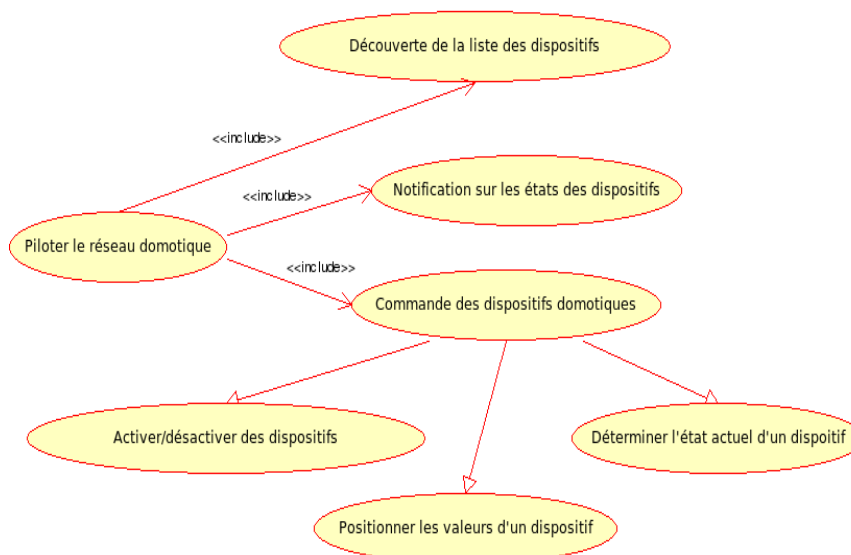 Découverte de la liste des dispositifs
<<include>>
<<include>>
Notification sur les états des dispositifs
Piloter le réseau domotique
<<include>>
Commande des dispositifs domotiques
Activer/désactiver des dispositifs
Déterminer l'état actuel d'un dispoitif
Positionner les valeurs d'un dispositif